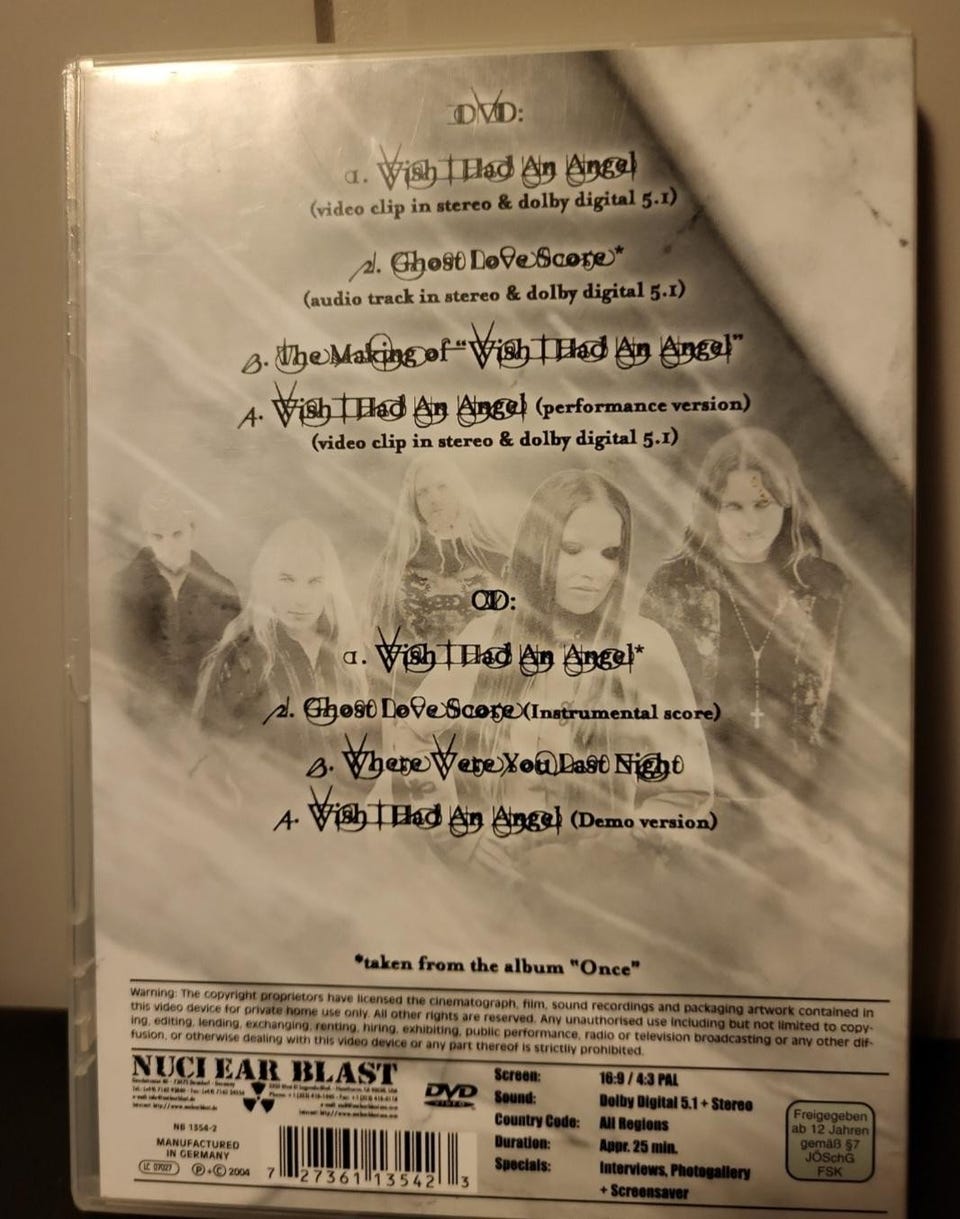 DVD:
1. Wish I Had An Angel
(video clip in stereo & dolby digital 5.1)
2. Ghost Love Score*
(audio track in stereo & dolby digital 5.1)
3. The Making of "Wish I Had An Angel"
4. Wish I Had An Angel (performance version)
(video clip in stereo & dolby digital 5.1)
CD:
1. Wish I Had An Angel*
2. Ghost Love Score (Instrumental score)
3. Where Were You Last Night
4. Wish I Had An Angel (Demo version)
*taken from the album "Once"
Warning: The copyright proprietors have licensed the cinematograph, film, sound recordings and packaging artwork contained in
this video device for private home use only. All other rights are reserved. Any unauthorised use including but not limited to copy-
ing, editing, lending, exchanging, renting, hiring, exhibiting, public performance, radio or television broadcasting or any other dif-
fusion, or otherwise dealing with this video device or any part thereof is strictly prohibited.
NUCLEAR BLAST
NB 1354-2
MANUFACTURED
IN GERMANY
LC 07027 ℗+© 2004
7 27361 13542 3
DVD
VIDEO
Screen: 16:9 / 4:3 PAL
Sound: Dolby Digital 5.1 + Stereo
Country Code: All Regions
Duration: Appr. 25 min.
Specials: Interviews, Photogallery
+ Screensaver
Freigegeben
ab 12 Jahren
gemäß §7
JÖSchG
FSK